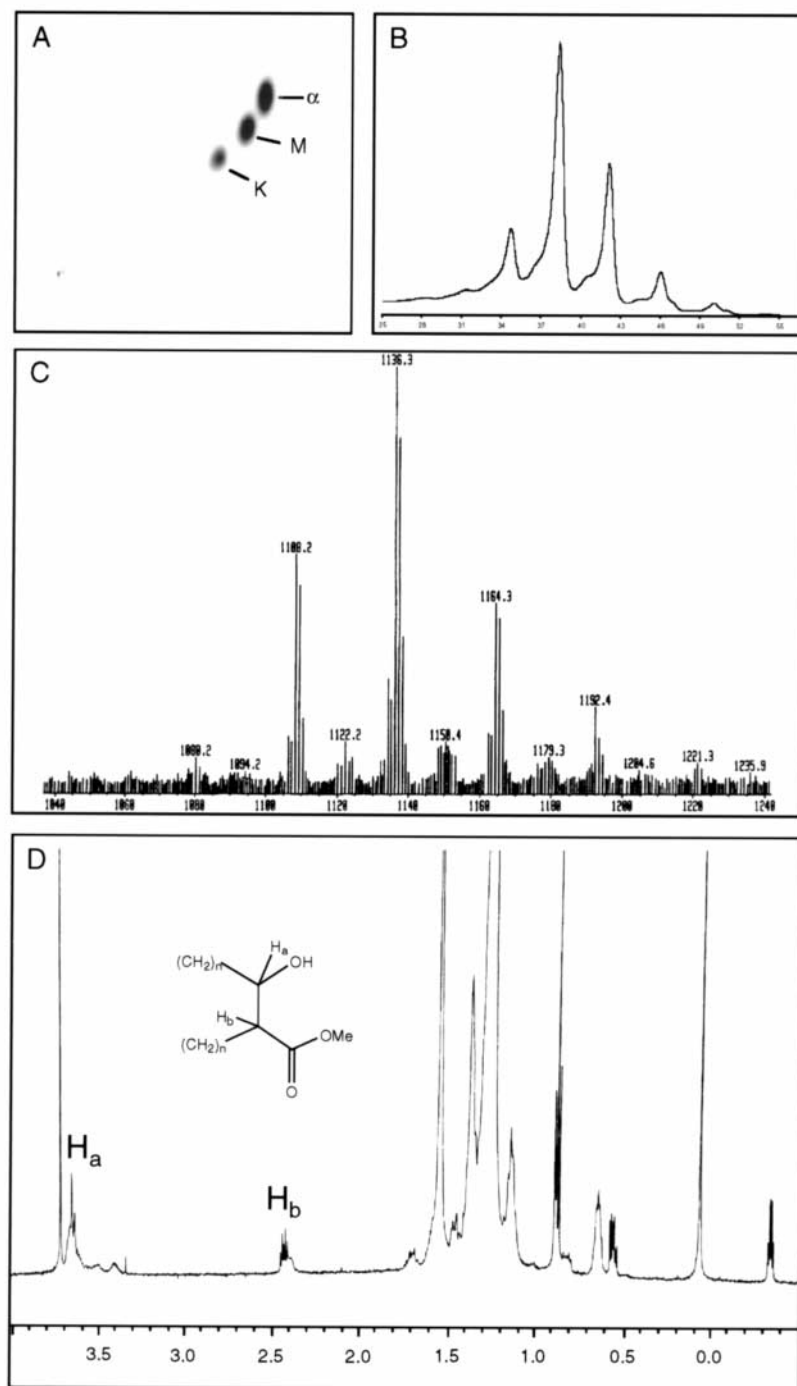 A
α
M
K
B
25 28 31 34 37 40 43 46 49 52 55
C
1136.3
1108.2
1164.3
1192.4
1122.2
1150.4
1080.2
1094.2
1179.3
1204.6
1221.3
1235.9
1040 1060 1080 1100 1120 1140 1160 1180 1200 1220 1240
D
Ha
(CH2)n
OH
Hb
(CH2)n
OMe
O
Ha
Hb
3.5 3.0 2.5 2.0 1.5 1.0 0.5 0.0